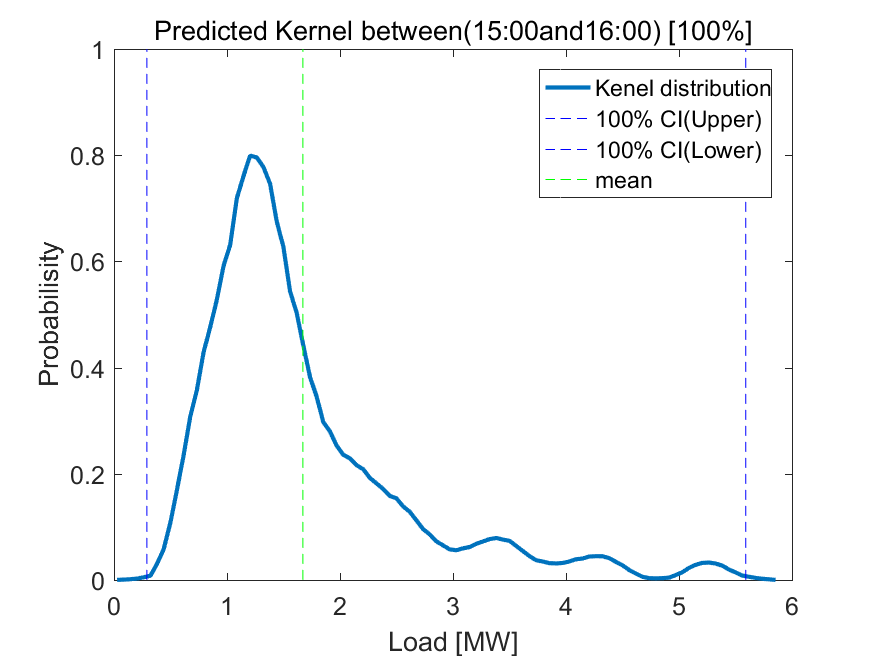 Predicted Kernel between(15:00and16:00) [100%]
1
0.8
0.6
0.4
0.2
0
Probabilisity
Kenel distribution
100% CI(Upper)
100% CI(Lower)
mean
0 1 2 3 4 5 6
Load [MW]